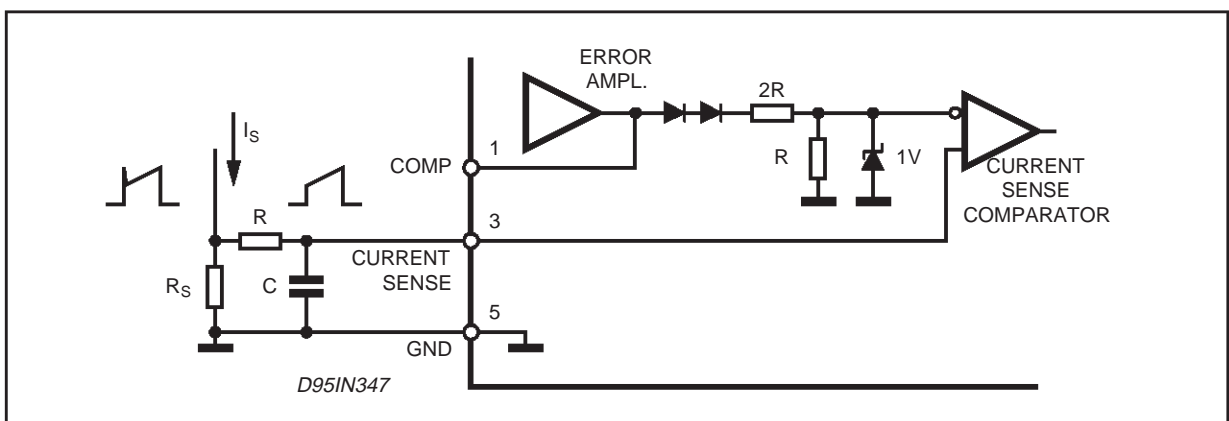 ERROR
AMPL.
2R
1
COMP
I_S
R
1V
CURRENT
SENSE
COMPARATOR
R
3
CURRENT
SENSE
R_S
C
5
GND
D95IN347